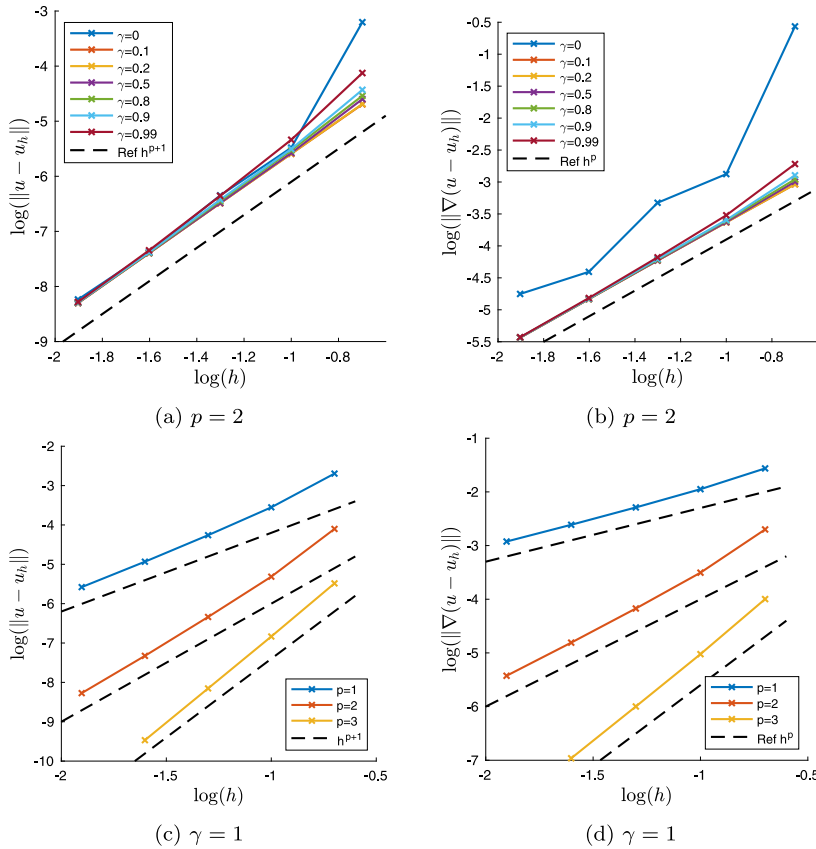 log(‖u − u_h‖)
-3
-4
-5
-6
-7
-8
-9
γ=0
γ=0.1
γ=0.2
γ=0.5
γ=0.8
γ=0.9
γ=0.99
Ref h^{p+1}
-2 -1.8 -1.6 -1.4 -1.2 -1 -0.8
log(h)
(a) p = 2
log(‖∇(u − u_h)‖)
-0.5
-1
-1.5
-2
-2.5
-3
-3.5
-4
-4.5
-5
-5.5
γ=0
γ=0.1
γ=0.2
γ=0.5
γ=0.8
γ=0.9
γ=0.99
Ref h^p
-2 -1.8 -1.6 -1.4 -1.2 -1 -0.8
log(h)
(b) p = 2
log(‖u − u_h‖)
-2
-3
-4
-5
-6
-7
-8
-9
-10
p=1
p=2
p=3
h^{p+1}
-2 -1.5 -1 -0.5
log(h)
(c) γ = 1
log(‖∇(u − u_h)‖)
-1
-2
-3
-4
-5
-6
-7
p=1
p=2
p=3
Ref h^p
-2 -1.5 -1 -0.5
log(h)
(d) γ = 1